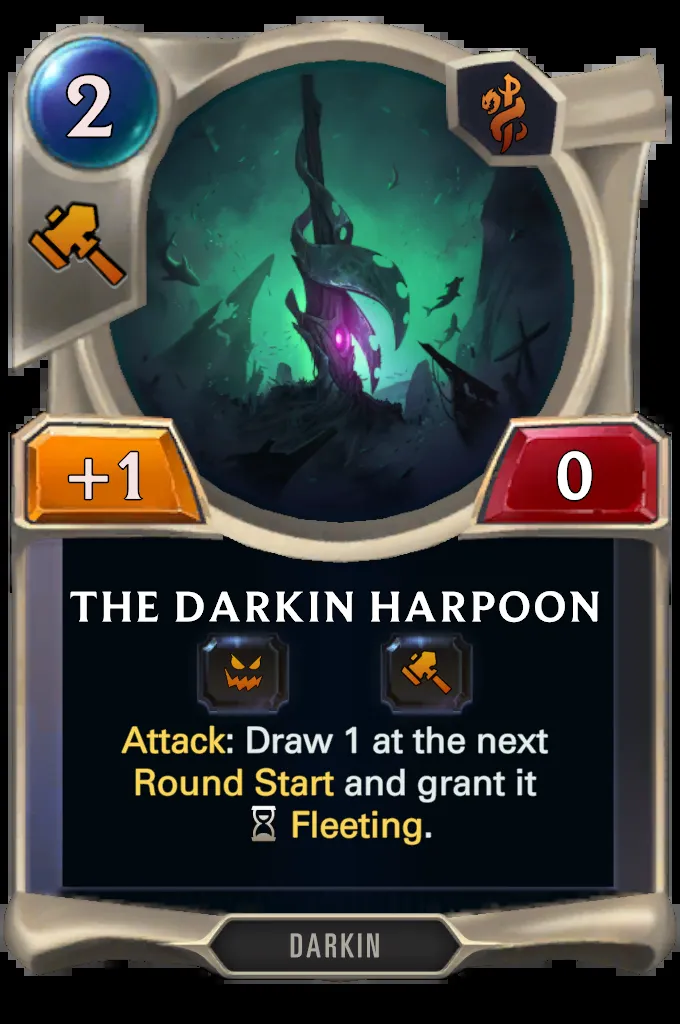 2
+1
0
THE DARKIN HARPOON
Attack: Draw 1 at the next
Round Start and grant it
Fleeting.
DARKIN